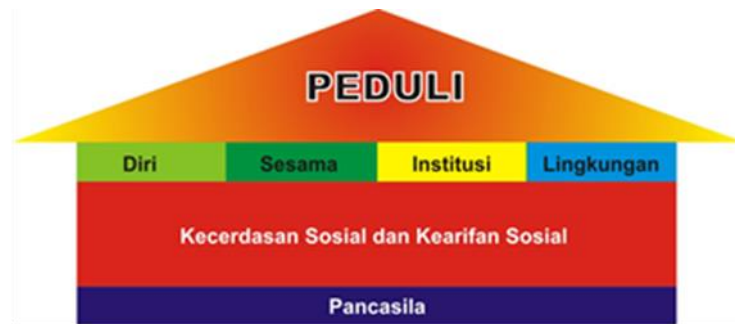 PEDULI
Diri Sesama Institusi Lingkungan
Kecerdasan Sosial dan Kearifan Sosial
Pancasila